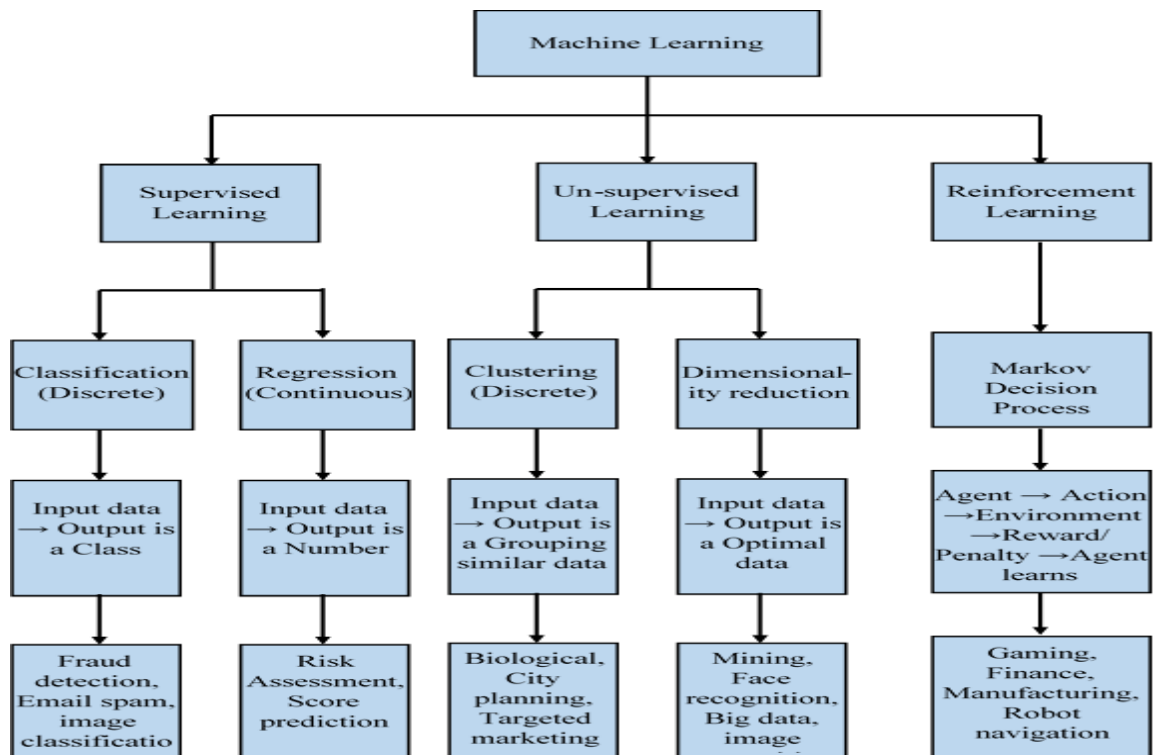 Machine Learning
Supervised
Learning
Un-supervised
Learning
Reinforcement
Learning
Classification
(Discrete)
Regression
(Continuous)
Clustering
(Discrete)
Dimensional-
ity reduction
Markov
Decision
Process
Input data
→ Output is
a Class
Input data
→ Output is
a Number
Input data
→ Output is
a Grouping
similar data
Input data
→ Output is
a Optimal
data
Agent → Action
→Environment
→Reward/
Penalty →Agent
learns
Fraud
detection,
Email spam,
image
classificatio
Risk
Assessment,
Score
prediction
Biological,
City
planning,
Targeted
marketing
Mining,
Face
recognition,
Big data,
image
Gaming,
Finance,
Manufacturing,
Robot
navigation